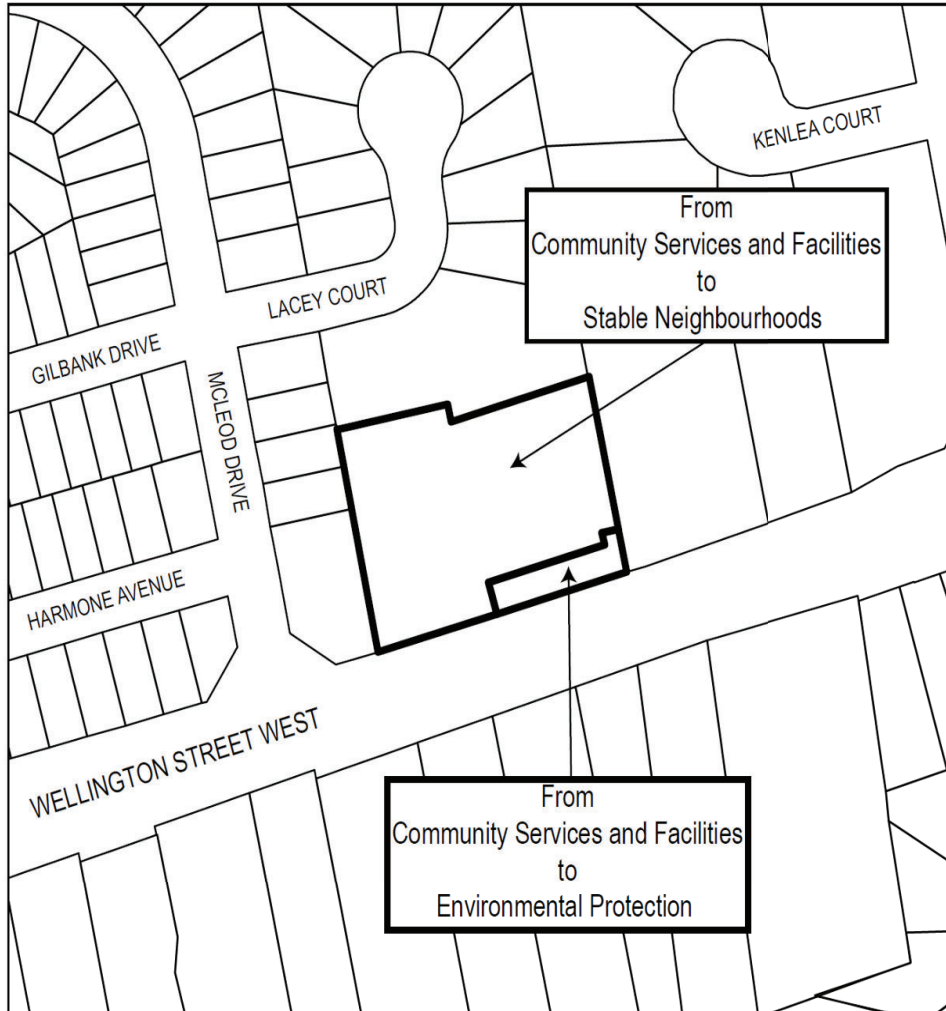 KENLEA COURT
From
Community Services and Facilities
to
Stable Neighbourhoods
LACEY COURT
GILBANK DRIVE
MCLEOD DRIVE
HARMONE AVENUE
WELLINGTON STREET WEST
From
Community Services and Facilities
to
Environmental Protection